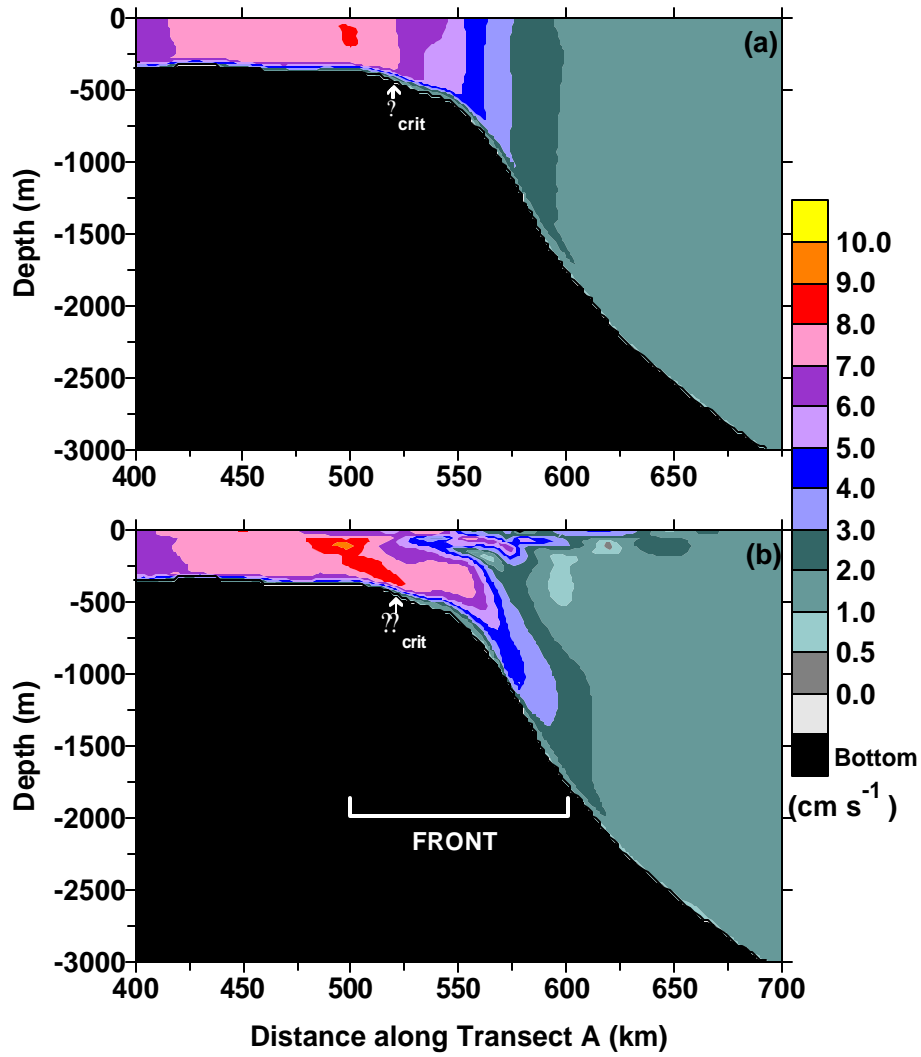 (a)
0
-500
-1000
-1500
-2000
-2500
-3000
Depth (m)
?crit
400 450 500 550 600 650
(b)
0
-500
-1000
-1500
-2000
-2500
-3000
Depth (m)
??crit
FRONT
400 450 500 550 600 650 700
Distance along Transect A (km)
10.0
9.0
8.0
7.0
6.0
5.0
4.0
3.0
2.0
1.0
0.5
0.0
Bottom
(cm s-1)